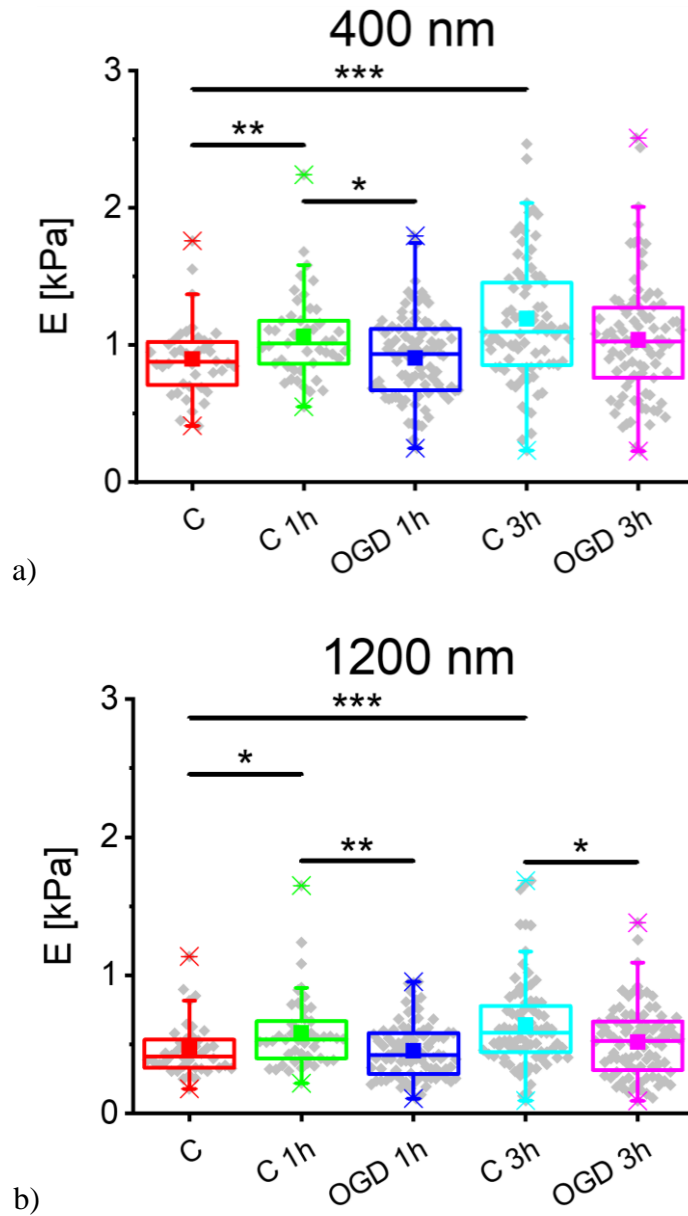 400 nm
3
***
**
*
2
E [kPa]
1
0
C
C 1h
OGD 1h
C 3h
OGD 3h
a)
1200 nm
3
***
*
2
**
*
E [kPa]
1
0
C
C 1h
OGD 1h
C 3h
OGD 3h
b)